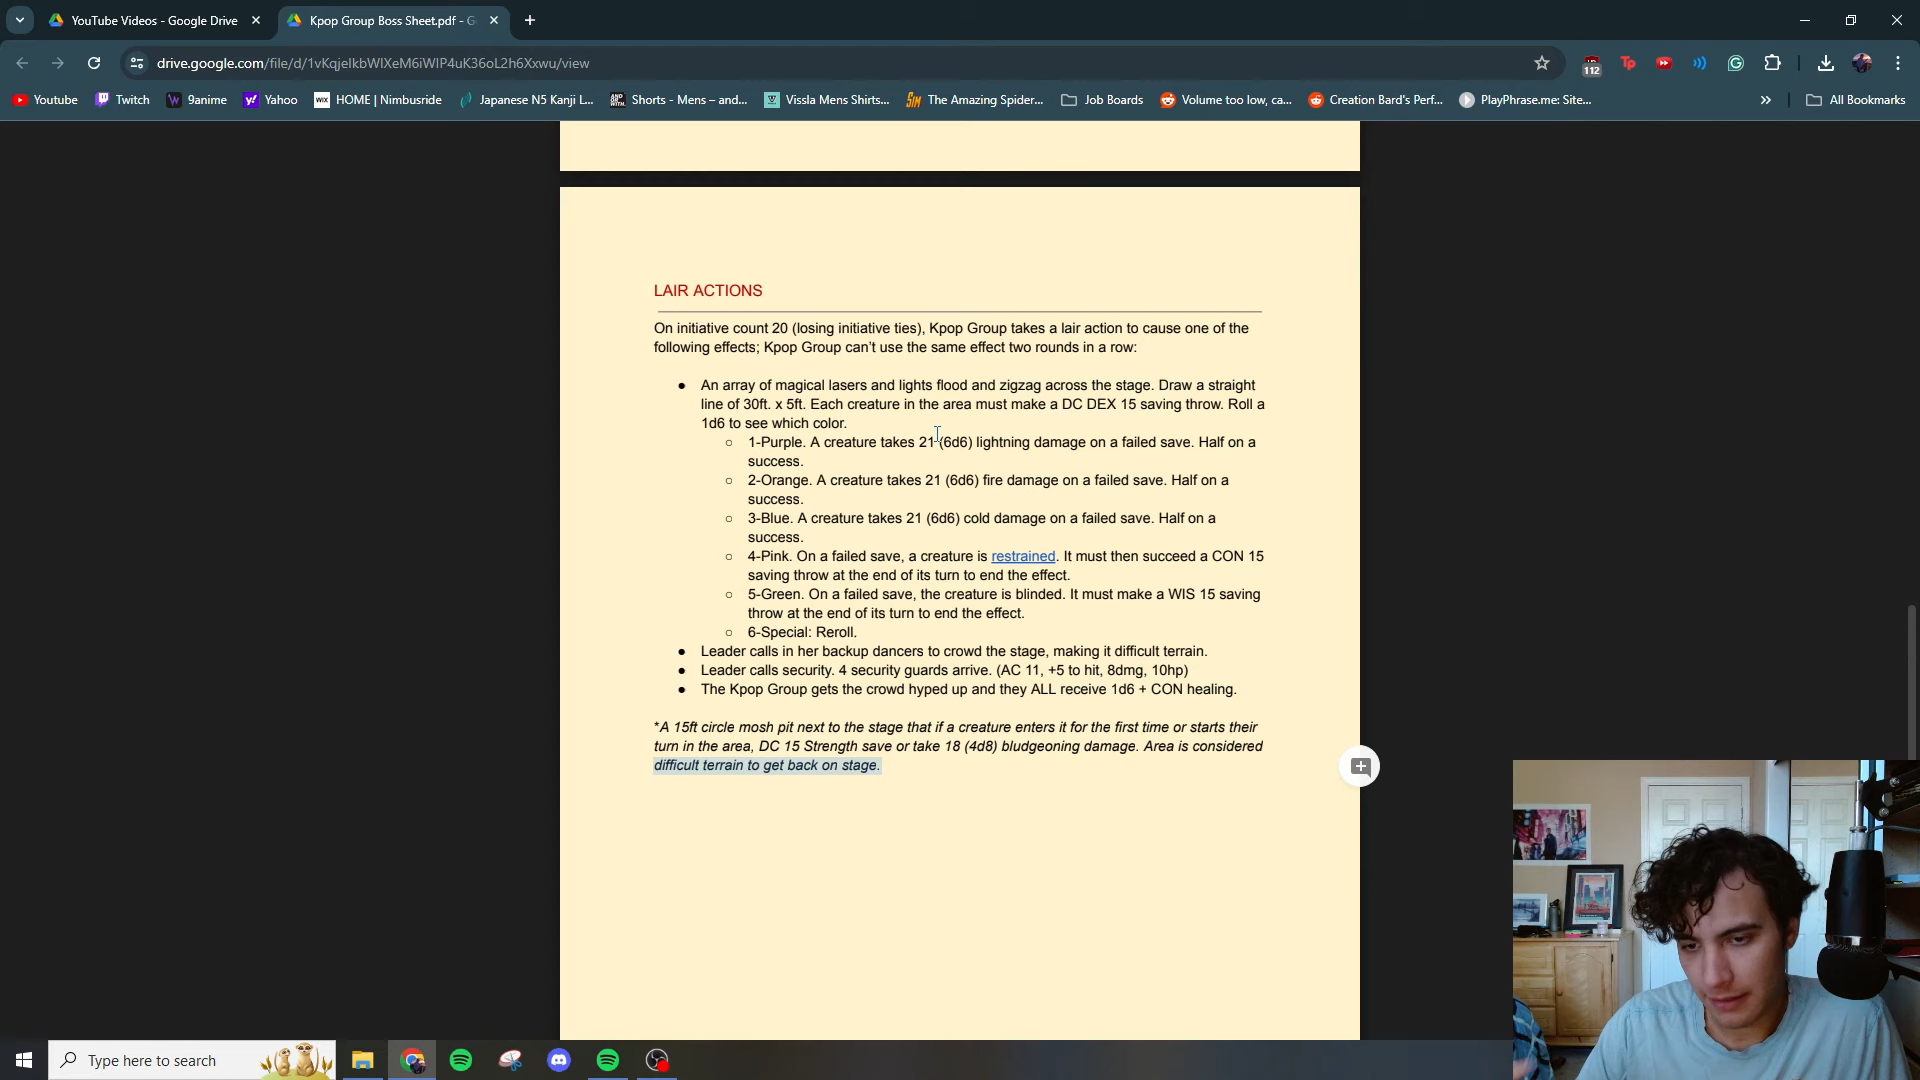 YouTube Videos - Google Drive
Kpop Group Boss Sheet.pdf - G
drive.google.com/file/d/1vKqjelkbWlXeM6iWlP4uK36oL2h6Xxwu/view
112
Tp
Youtube
Twitch
9anime
Yahoo
WIX
HOME | Nimbusride
Japanese N5 Kanji L...
Shorts - Mens – and...
Vissla Mens Shirts...
The Amazing Spider...
Job Boards
Volume too low, ca...
Creation Bard's Perf...
PlayPhrase.me: Site...
All Bookmarks
LAIR ACTIONS
On initiative count 20 (losing initiative ties), Kpop Group takes a lair action to cause one of the
following effects; Kpop Group can’t use the same effect two rounds in a row:
● An array of magical lasers and lights flood and zigzag across the stage. Draw a straight
line of 30ft. x 5ft. Each creature in the area must make a DC DEX 15 saving throw. Roll a
1d6 to see which color.
○ 1-Purple. A creature takes 21 (6d6) lightning damage on a failed save. Half on a
success.
○ 2-Orange. A creature takes 21 (6d6) fire damage on a failed save. Half on a
success.
○ 3-Blue. A creature takes 21 (6d6) cold damage on a failed save. Half on a
success.
○ 4-Pink. On a failed save, a creature is restrained. It must then succeed a CON 15
saving throw at the end of its turn to end the effect.
○ 5-Green. On a failed save, the creature is blinded. It must make a WIS 15 saving
throw at the end of its turn to end the effect.
○ 6-Special: Reroll.
● Leader calls in her backup dancers to crowd the stage, making it difficult terrain.
● Leader calls security. 4 security guards arrive. (AC 11, +5 to hit, 8dmg, 10hp)
● The Kpop Group gets the crowd hyped up and they ALL receive 1d6 + CON healing.
*A 15ft circle mosh pit next to the stage that if a creature enters it for the first time or starts their
turn in the area, DC 15 Strength save or take 18 (4d8) bludgeoning damage. Area is considered
difficult terrain to get back on stage.
Type here to search